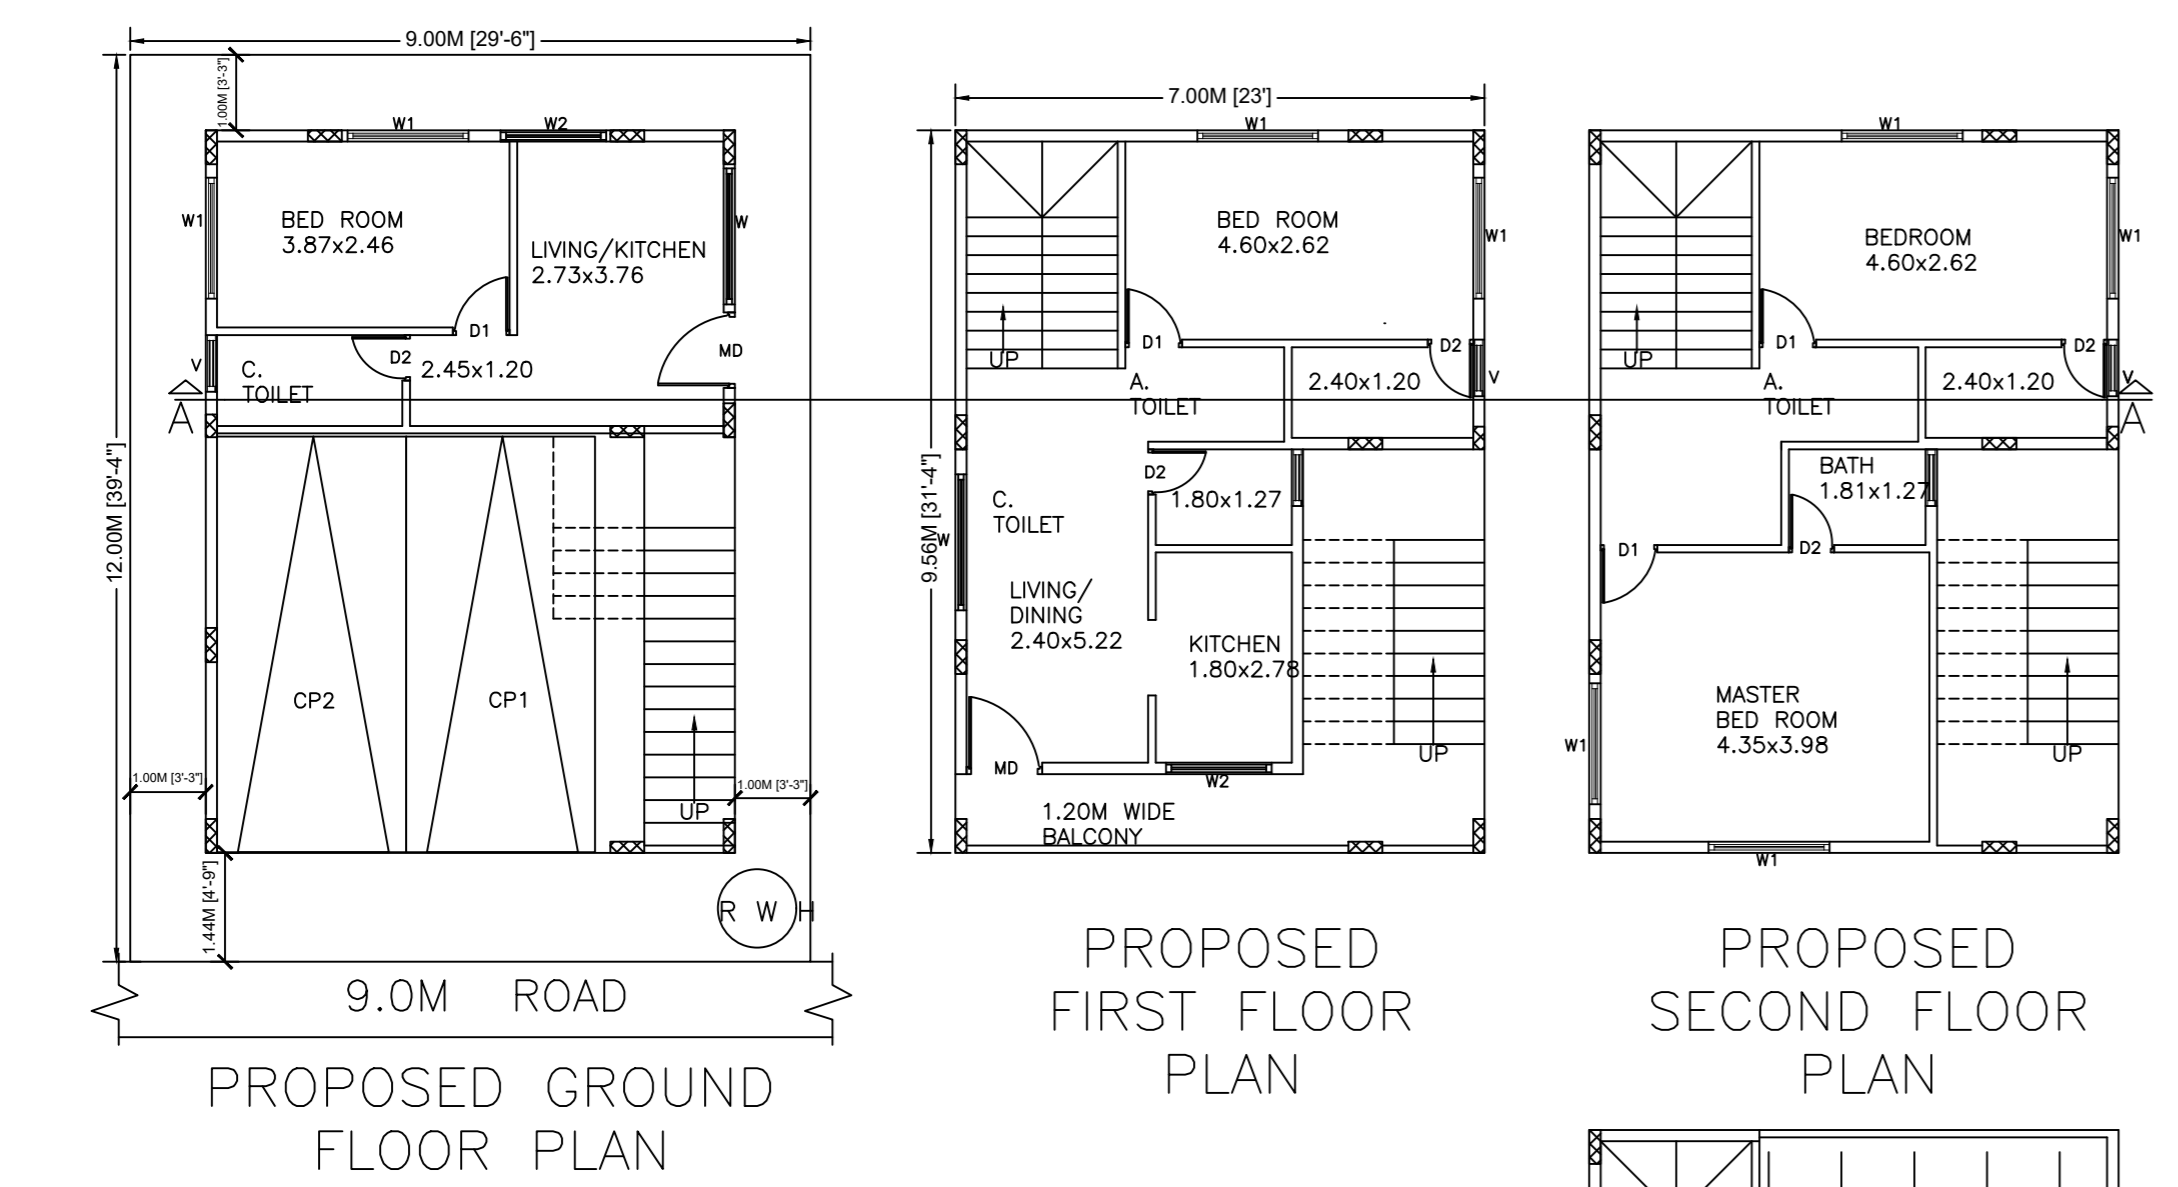 9.00M [29'-6"]
1.00M [3'-3"]
W1
W2
W1
BED ROOM
3.87x2.46
LIVING/KITCHEN
2.73x3.76
W
D1
MD
V
D2
2.45x1.20
C.
TOILET
A
12.00M [39'-4"]
CP2
CP1
1.00M [3'-3"]
1.00M [3'-3"]
UP
1.44M [4'-9"]
R W H
9.0M ROAD
PROPOSED GROUND
FLOOR PLAN
7.00M [23']
W1
BED ROOM
4.60x2.62
W1
UP
D1
D2
V
A.
TOILET
2.40x1.20
9.56M [31'-4"]
W
D2
1.80x1.27
C.
TOILET
LIVING/
DINING
2.40x5.22
KITCHEN
1.80x2.78
UP
MD
W2
1.20M WIDE
BALCONY
PROPOSED
FIRST FLOOR
PLAN
W1
BEDROOM
4.60x2.62
W1
UP
D1
D2
V
A.
TOILET
2.40x1.20
A
BATH
1.81x1.27
D1
D2
MASTER
BED ROOM
4.35x3.98
W1
UP
W1
PROPOSED
SECOND FLOOR
PLAN